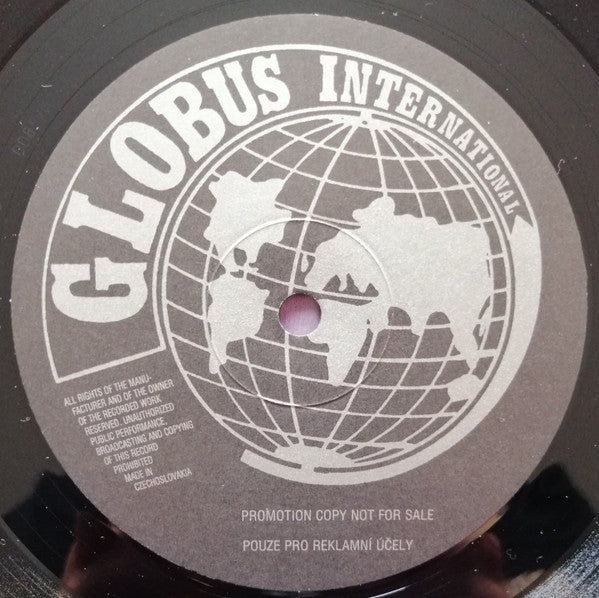 GLOBUS INTERNATIONAL
ALL RIGHTS OF THE MANU-
FACTURER AND OF THE OWNER
OF THE RECORDED WORK
RESERVED. UNAUTHORIZED
PUBLIC PERFORMANCE,
BROADCASTING AND COPYING
OF THIS RECORD
PROHIBITED
MADE IN
CZECHOSLOVAKIA
PROMOTION COPY NOT FOR SALE
POUZE PRO REKLAMNÍ ÚČELY